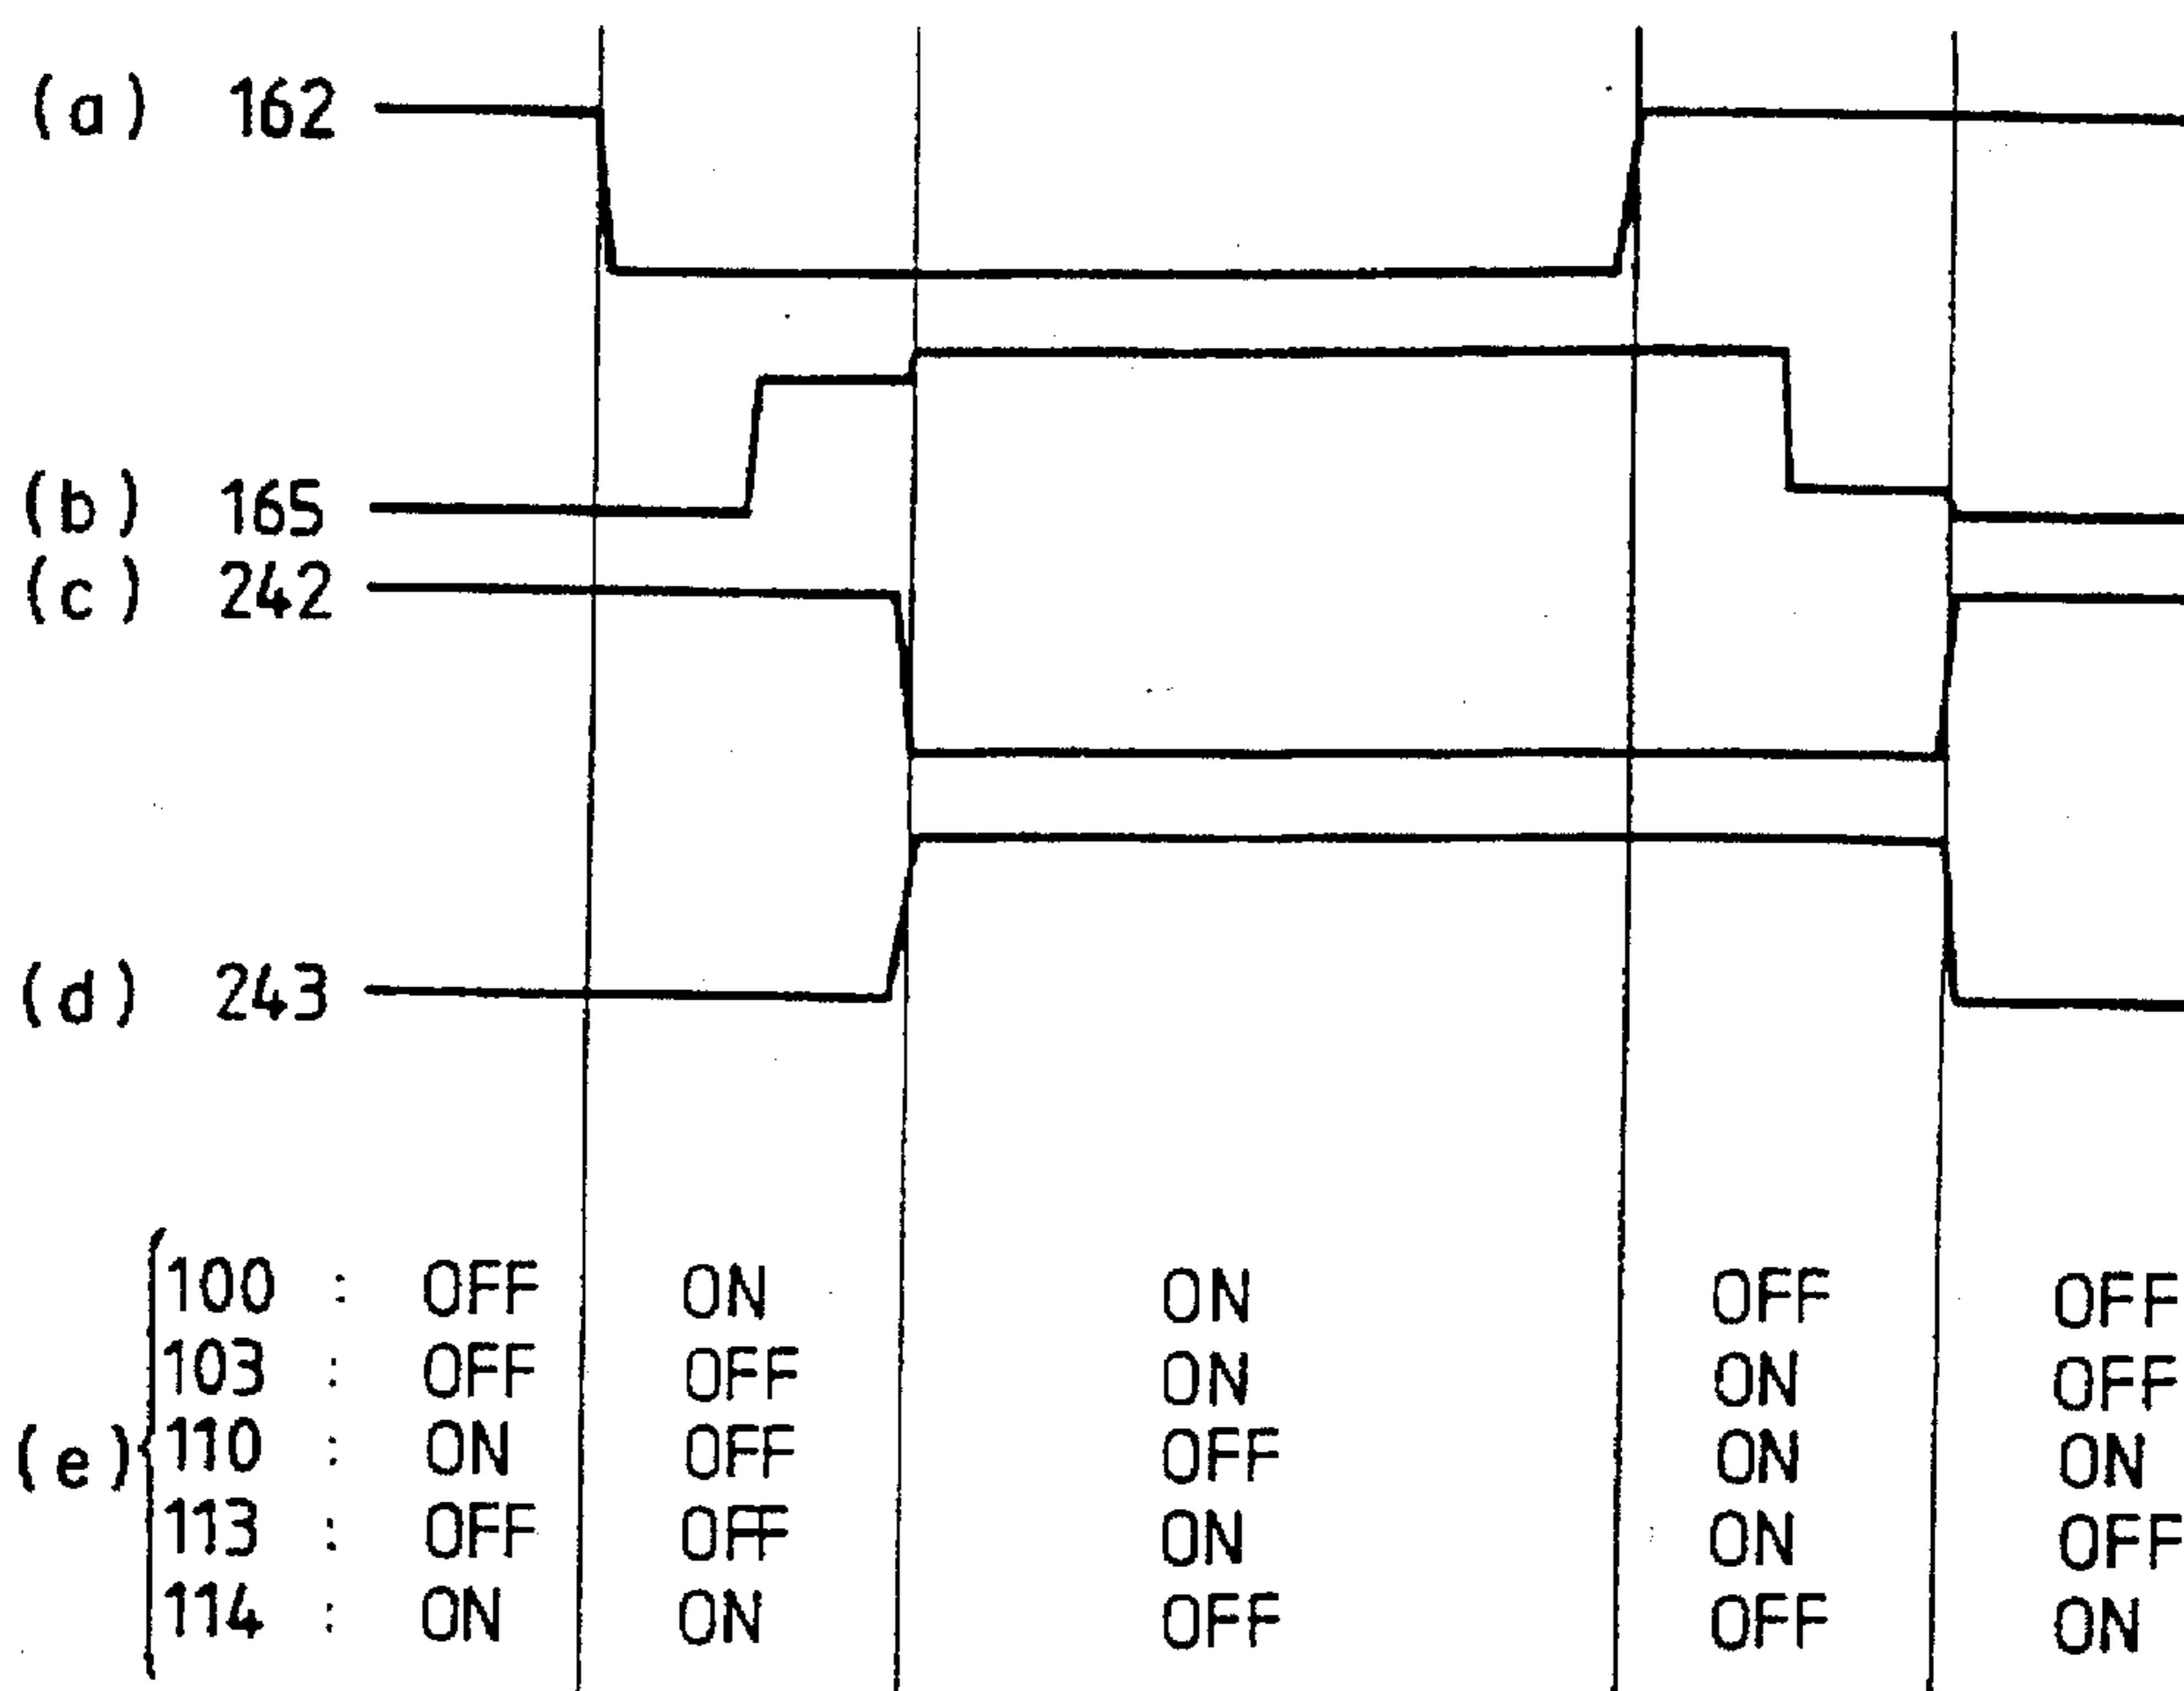 (a) 162
(b) 165
(c) 242
(d) 243
(e)
100 : OFF ON ON OFF OFF
103 : OFF OFF ON ON OFF
110 : ON OFF OFF ON ON
113 : OFF OFF ON ON OFF
114 : ON ON OFF OFF ON